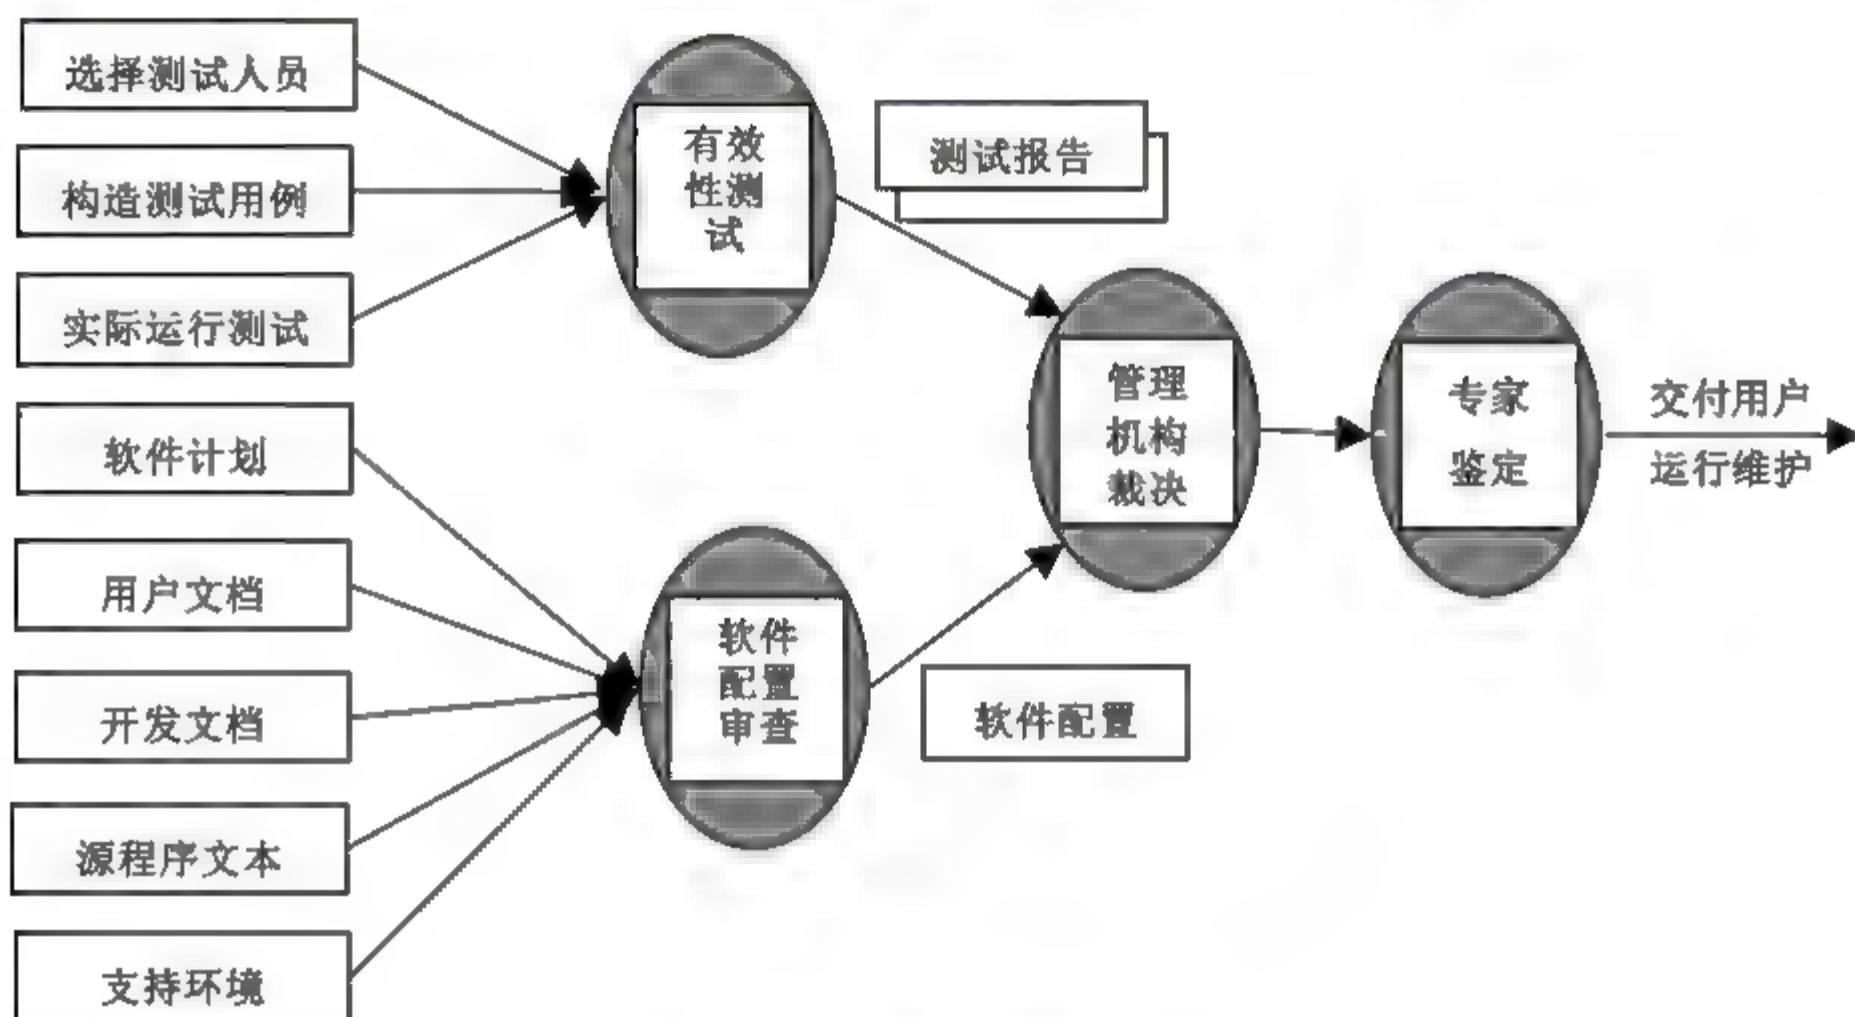 选择测试人员
构造测试用例
实际运行测试
软件计划
用户文档
开发文档
源程序文本
支持环境
有效
性测
试
测试报告
软件
配置
审查
软件配置
管理
机构
裁决
专家
鉴定
交付用户
运行维护